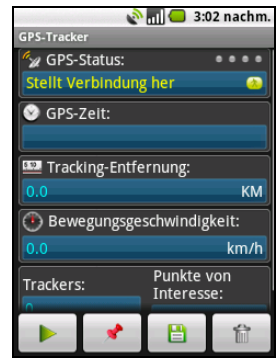 3:02 nachm.
GPS-Tracker
GPS-Status:
Stellt Verbindung her
GPS-Zeit:
Tracking-Entfernung:
0.0 KM
Bewegungsgeschwindigkeit:
0.0 km/h
Trackers:
Punkte von
Interesse:
0